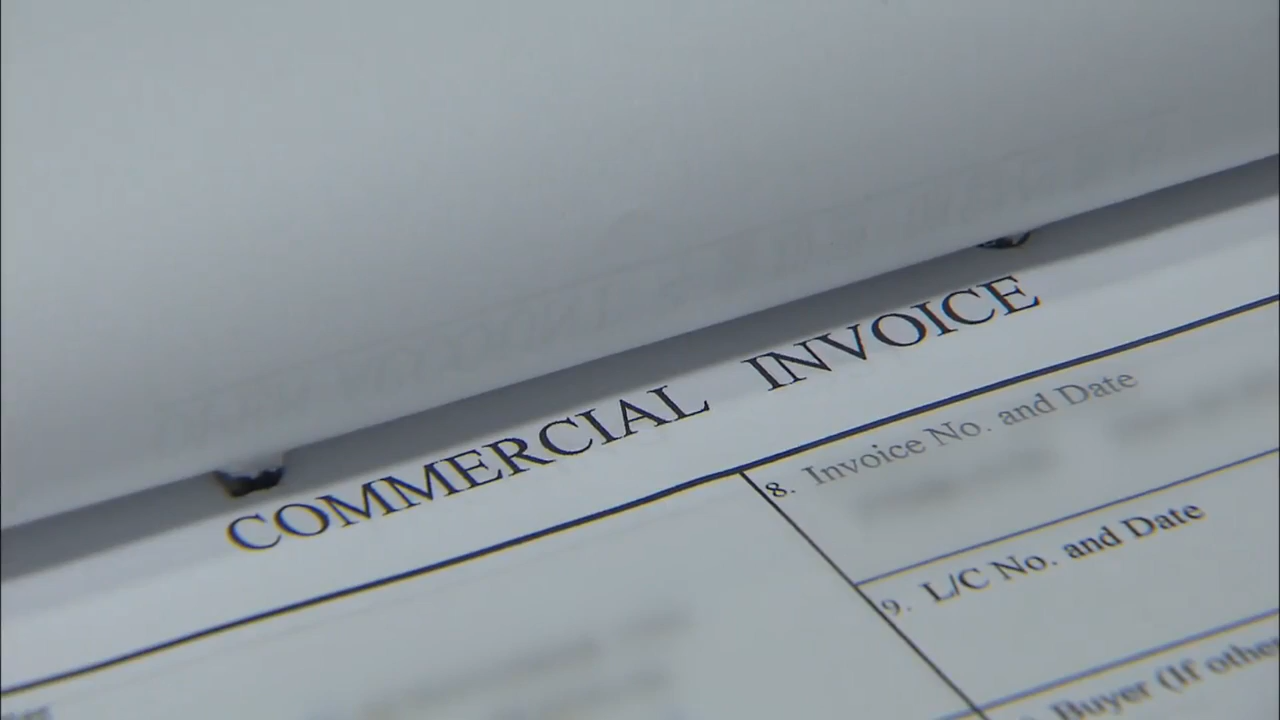 COMMERCIAL INVOICE
8. Invoice No. and Date
9. L/C No. and Date
Buyer (If othe